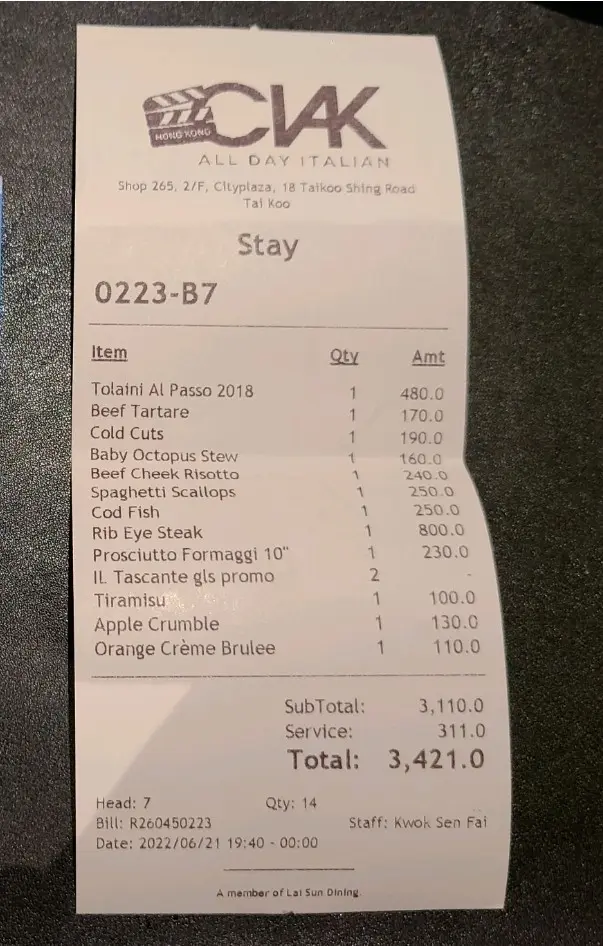 HONG KONG
CIAK
ALL DAY ITALIAN
Shop 265, 2/F, Cityplaza, 18 Taikoo Shing Road
Tai Koo
Stay
0223-B7
Item Qty Amt
Tolaini Al Passo 2018 1 480.0
Beef Tartare 1 170.0
Cold Cuts 1 190.0
Baby Octopus Stew 1 160.0
Beef Cheek Risotto 1 240.0
Spaghetti Scallops 1 250.0
Cod Fish 1 250.0
Rib Eye Steak 1 800.0
Prosciutto Formaggi 10" 1 230.0
IL Tascante gls promo 2 -
Tiramisu 1 100.0
Apple Crumble 1 130.0
Orange Crème Brulee 1 110.0
SubTotal: 3,110.0
Service: 311.0
Total: 3,421.0
Head: 7 Qty: 14
Bill: R260450223 Staff: Kwok Sen Fai
Date: 2022/06/21 19:40 - 00:00
A member of Lai Sun Dining.